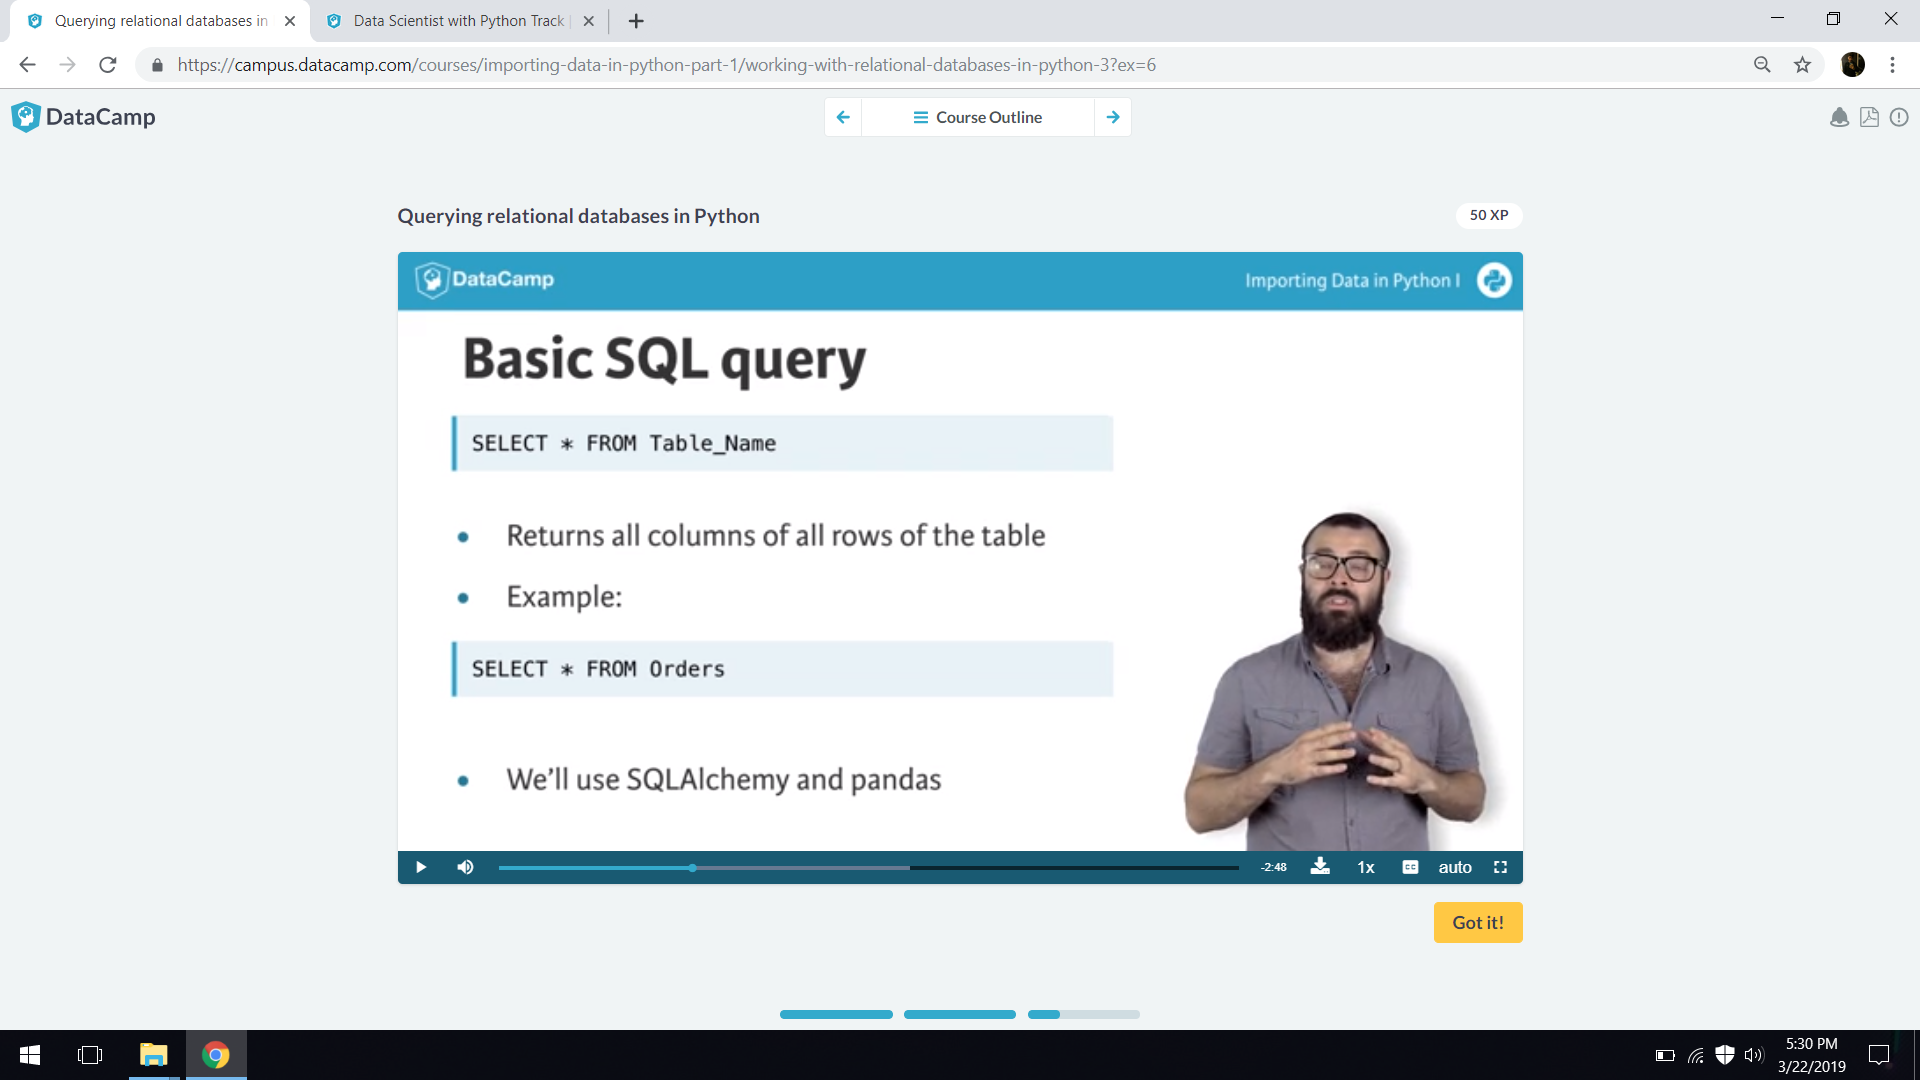 Querying relational databases in
Data Scientist with Python Track
https://campus.datacamp.com/courses/importing-data-in-python-part-1/working-with-relational-databases-in-python-3?ex=6
DataCamp
Course Outline
Querying relational databases in Python
50 XP
DataCamp
Importing Data in Python I
Basic SQL query
SELECT * FROM Table_Name
• Returns all columns of all rows of the table
• Example:
SELECT * FROM Orders
• We'll use SQLAlchemy and pandas
-2:48
1x
CC
auto
Got it!
5:30 PM
3/22/2019